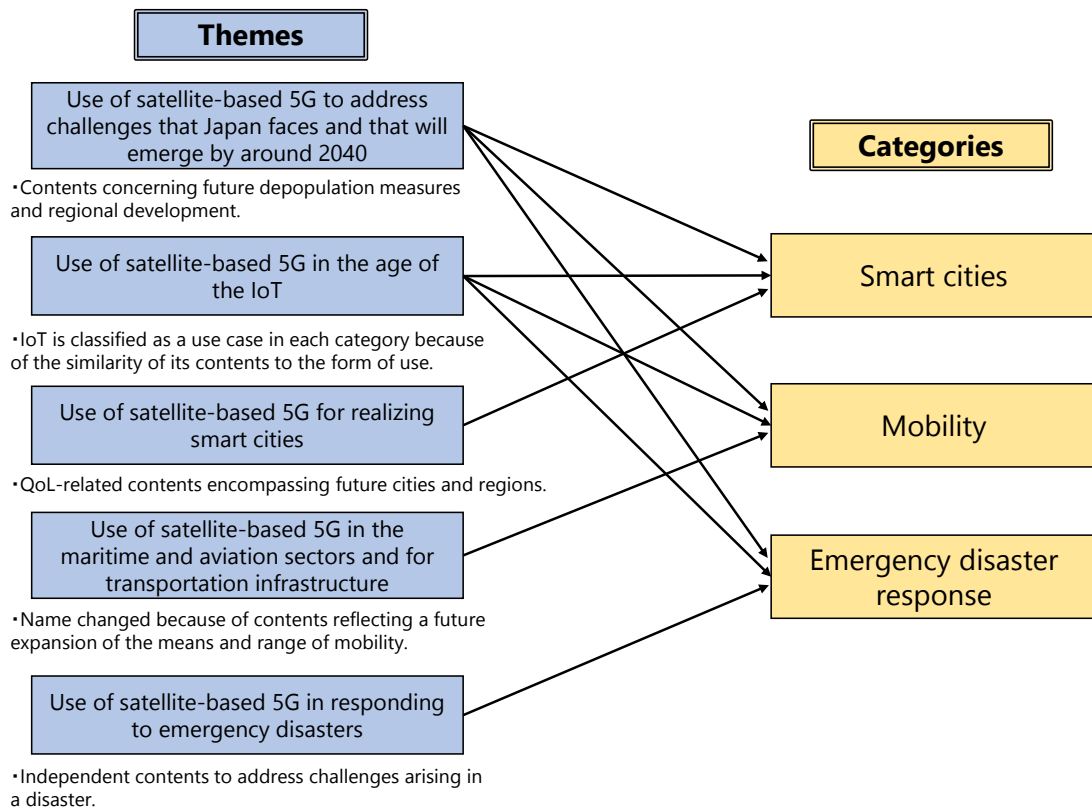 Themes
Use of satellite-based 5G to address
challenges that Japan faces and that will
emerge by around 2040
・Contents concerning future depopulation measures
and regional development.
Use of satellite-based 5G in the age of
the IoT
・IoT is classified as a use case in each category because
of the similarity of its contents to the form of use.
Use of satellite-based 5G for realizing
smart cities
・QoL-related contents encompassing future cities and regions.
Use of satellite-based 5G in the
maritime and aviation sectors and for
transportation infrastructure
・Name changed because of contents reflecting a future
expansion of the means and range of mobility.
Use of satellite-based 5G in responding
to emergency disasters
・Independent contents to address challenges arising in
a disaster.
Categories
Smart cities
Mobility
Emergency disaster
response